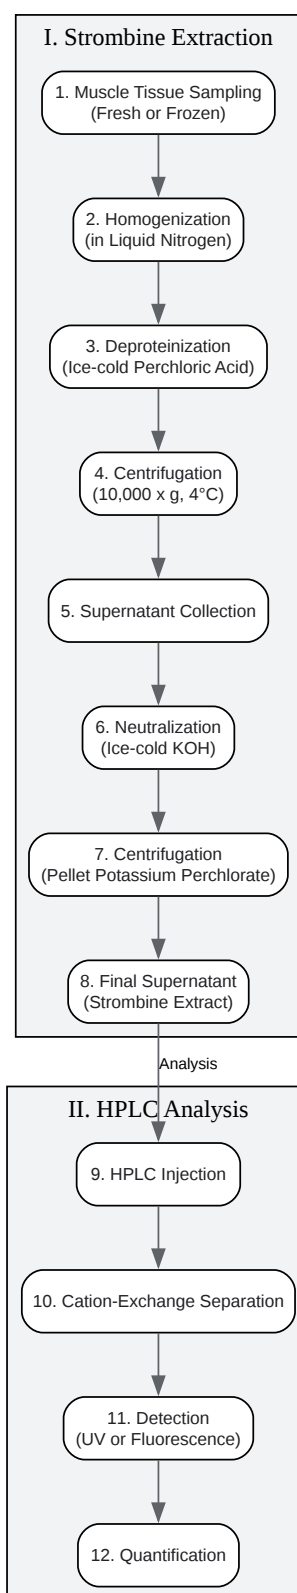 I. Strombine Extraction
1. Muscle Tissue Sampling
(Fresh or Frozen)
2. Homogenization
(in Liquid Nitrogen)
3. Deproteinization
(Ice-cold Perchloric Acid)
4. Centrifugation
(10,000 x g, 4°C)
5. Supernatant Collection
6. Neutralization
(Ice-cold KOH)
7. Centrifugation
(Pellet Potassium Perchlorate)
8. Final Supernatant
(Strombine Extract)
Analysis
II. HPLC Analysis
9. HPLC Injection
10. Cation-Exchange Separation
11. Detection
(UV or Fluorescence)
12. Quantification